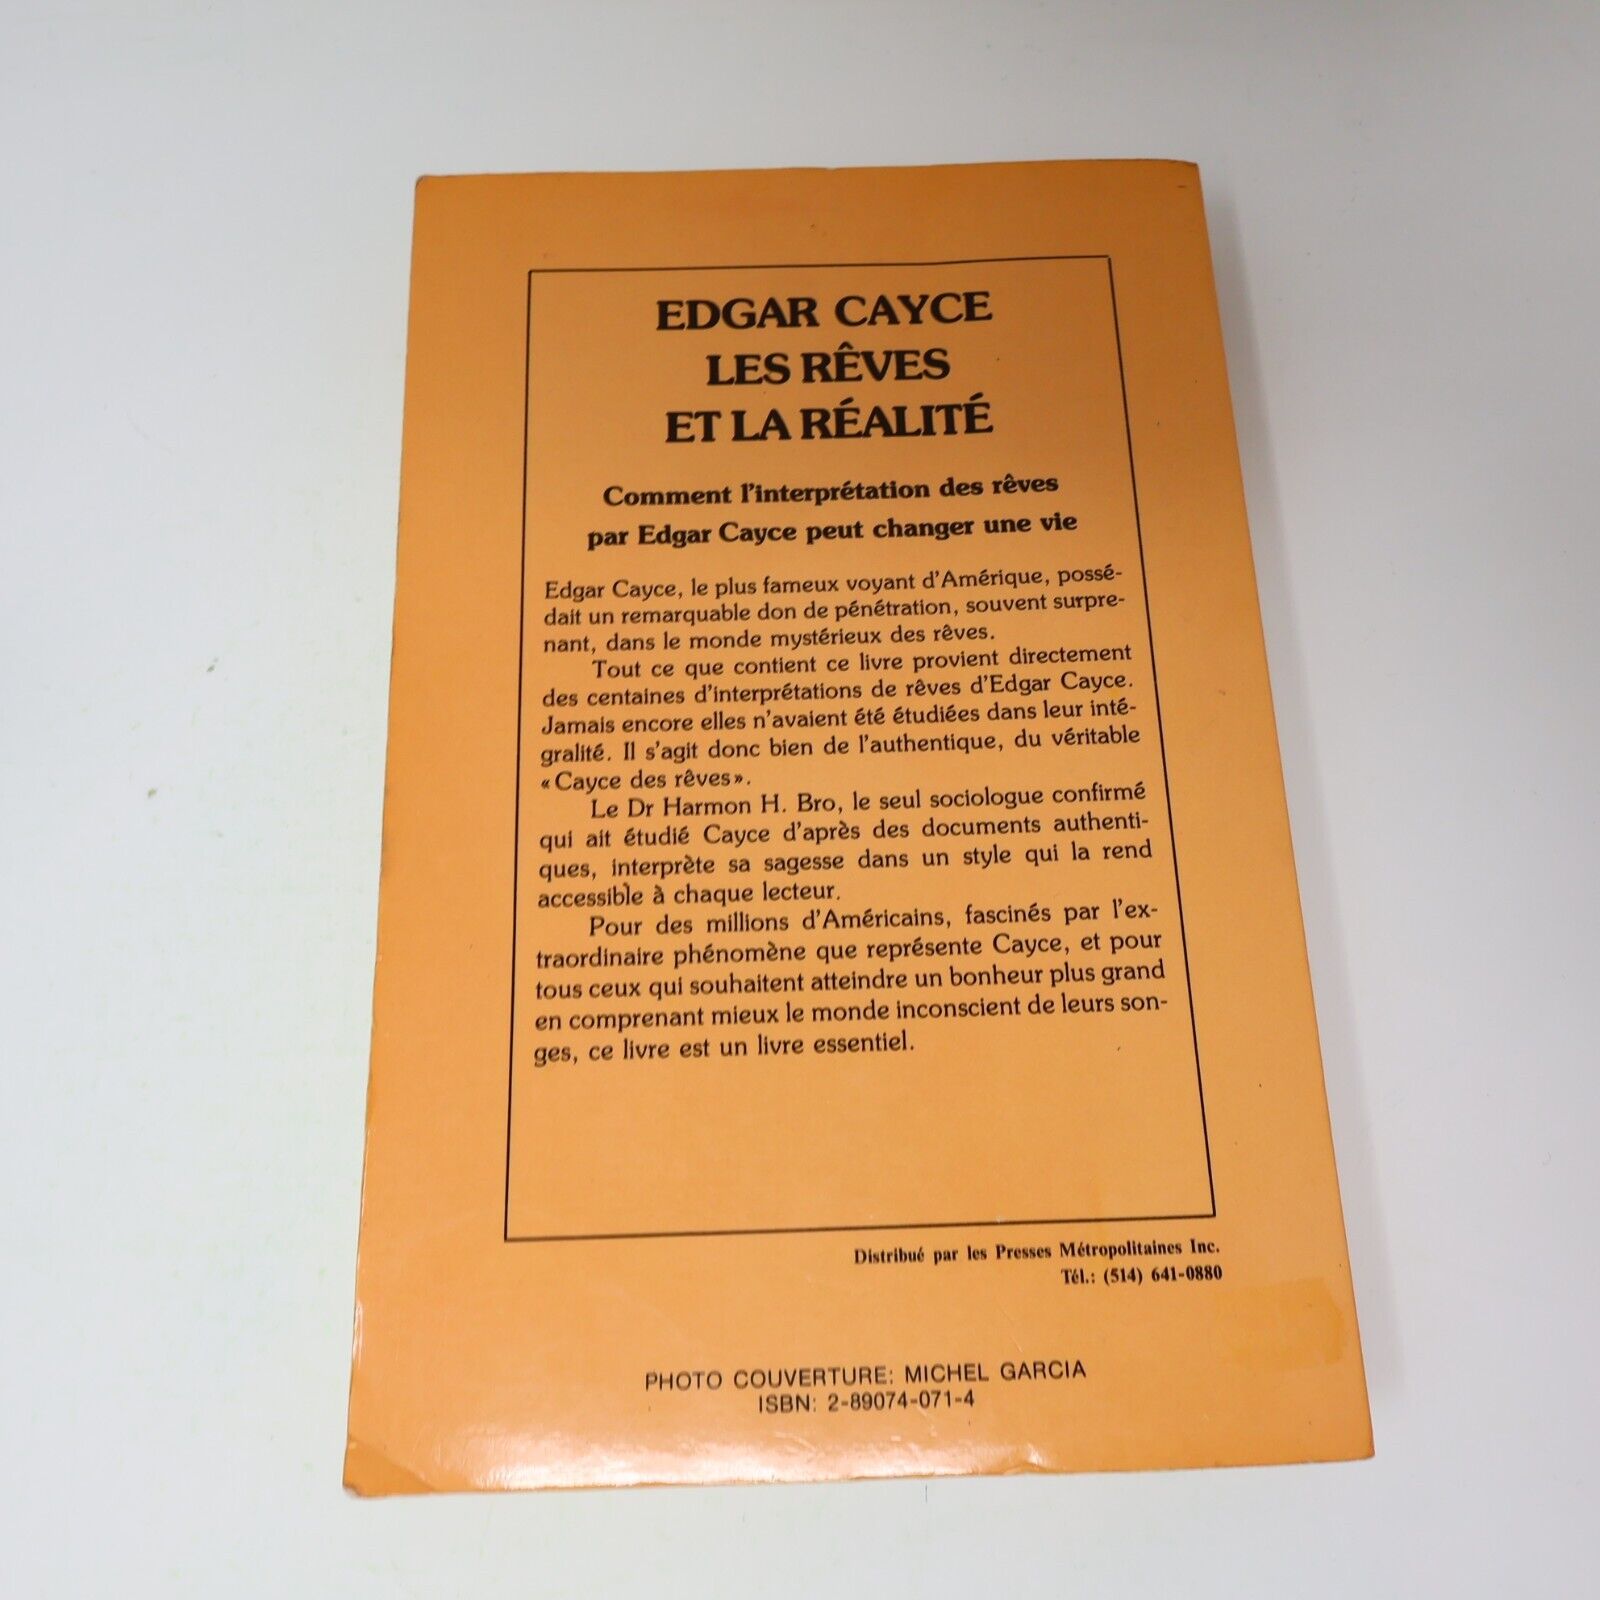 EDGAR CAYCE
LES RÊVES
ET LA RÉALITÉ
Comment l'interprétation des rêves
par Edgar Cayce peut changer une vie
Edgar Cayce, le plus fameux voyant d'Amérique, possé-
dait un remarquable don de pénétration, souvent surpre-
nant, dans le monde mystérieux des rêves.
Tout ce que contient ce livre provient directement
des centaines d'interprétations de rêves d'Edgar Cayce.
Jamais encore elles n'avaient été étudiées dans leur inté-
gralité. Il s'agit donc bien de l'authentique, du véritable
«Cayce des rêves».
Le Dr Harmon H. Bro, le seul sociologue confirmé
qui ait étudié Cayce d'après des documents authenti-
ques, interprète sa sagesse dans un style qui la rend
accessible à chaque lecteur.
Pour des millions d'Américains, fascinés par l'ex-
traordinaire phénomène que représente Cayce, et pour
tous ceux qui souhaitent atteindre un bonheur plus grand
en comprenant mieux le monde inconscient de leurs son-
ges, ce livre est un livre essentiel.
Distribué par les Presses Métropolitaines Inc.
Tél.: (514) 641-0880
PHOTO COUVERTURE: MICHEL GARCIA
ISBN: 2-89074-071-4